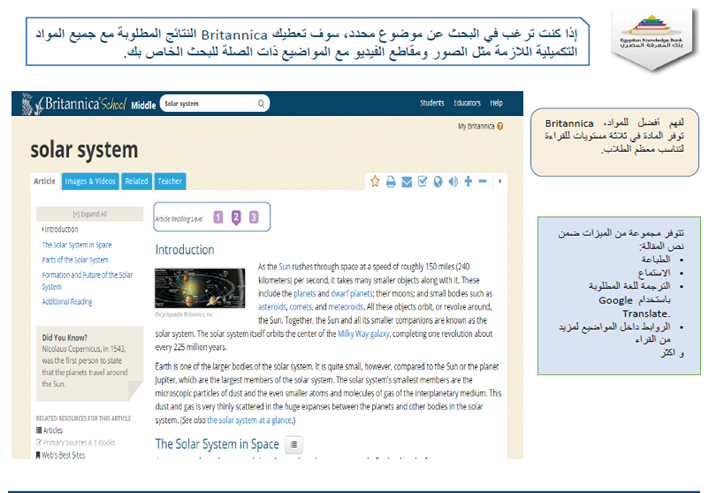 إذا كنت ترغب في البحث عن موضوع محدد، سوف تعطيك Britannica النتائج المطلوبة مع جميع المواد
التكميلية اللازمة مثل الصور ومقاطع الفيديو مع المواضيع ذات الصلة للبحث الخاص بك.
Egyptian Knowledge Bank
بنك المعرفة المصري
Britannica School Middle
Solar system
Students Educators Help
My Britannica
solar system
Article Images & Videos Related Teacher
[+] Expand All
Introduction
The Solar System in Space
Parts of the Solar System
Formation and Future of the Solar
System
Additional Reading
Did You Know?
Nicolaus Copernicus, in 1543,
was the first person to state
that the planets travel around
the Sun.
RELATED RESOURCES FOR THIS ARTICLE
Articles
Primary Sources & E-Books
Web's Best Sites
Article Reading Level 1 2 3
Introduction
Encyclopædia Britannica, Inc.
As the Sun rushes through space at a speed of roughly 150 miles (240
kilometers) per second, it takes many smaller objects along with it. These
include the planets and dwarf planets; their moons; and small bodies such as
asteroids, comets, and meteoroids. All these objects orbit, or revolve around,
the Sun. Together, the Sun and all its smaller companions are known as the
solar system. The solar system itself orbits the center of the Milky Way galaxy, completing one revolution about
every 225 million years.
Earth is one of the larger bodies of the solar system. It is quite small, however, compared to the Sun or the planet
Jupiter, which are the largest members of the solar system. The solar system's smallest members are the
microscopic particles of dust and the even smaller atoms and molecules of gas of the interplanetary medium. This
dust and gas is very thinly scattered in the huge expanses between the planets and other bodies in the solar
system. (See also the solar system at a glance.)
The Solar System in Space
لفهم أفضل للمواد، Britannica
توفر المادة في ثلاثة مستويات للقراءة
لتناسب معظم الطلاب.
تتوفر مجموعة من الميزات ضمن
نص المقالة:
• الطباعة
• الاستماع
• الترجمة للغة المطلوبة
باستخدام Google
Translate.
• الروابط داخل المواضيع لمزيد
من القراء
و اكثر